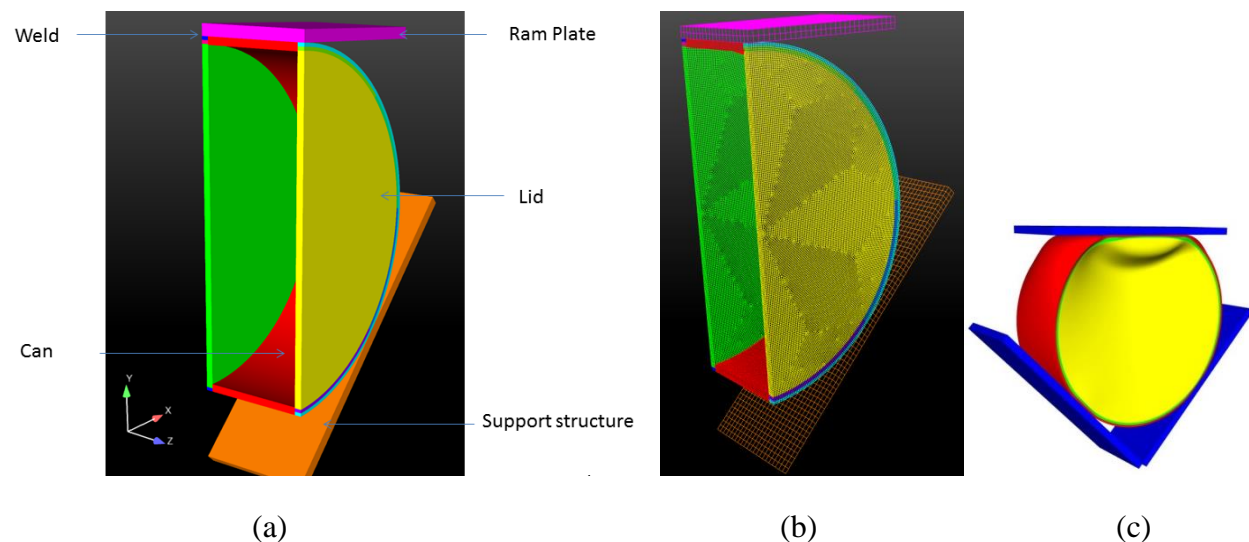 Weld
Ram Plate
Lid
Can
Support structure
Y
X
Z
(a)
(b)
(c)